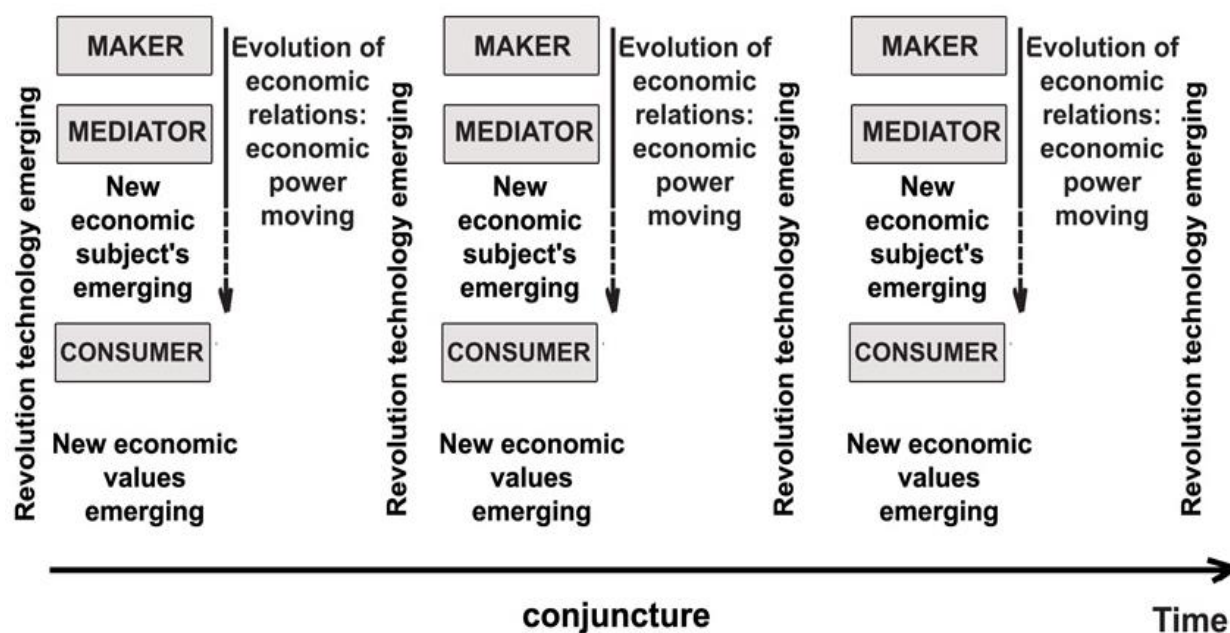 Revolution technology emerging
MAKER
MEDIATOR
New
economic
subject's
emerging
CONSUMER
New economic
values
emerging
Evolution of
economic
relations:
economic
power
moving
Revolution technology emerging
MAKER
MEDIATOR
New
economic
subject's
emerging
CONSUMER
New economic
values
emerging
Evolution of
economic
relations:
economic
power
moving
Revolution technology emerging
MAKER
MEDIATOR
New
economic
subject's
emerging
CONSUMER
New economic
values
emerging
Evolution of
economic
relations:
economic
power
moving
Revolution technology emerging
conjuncture
Time